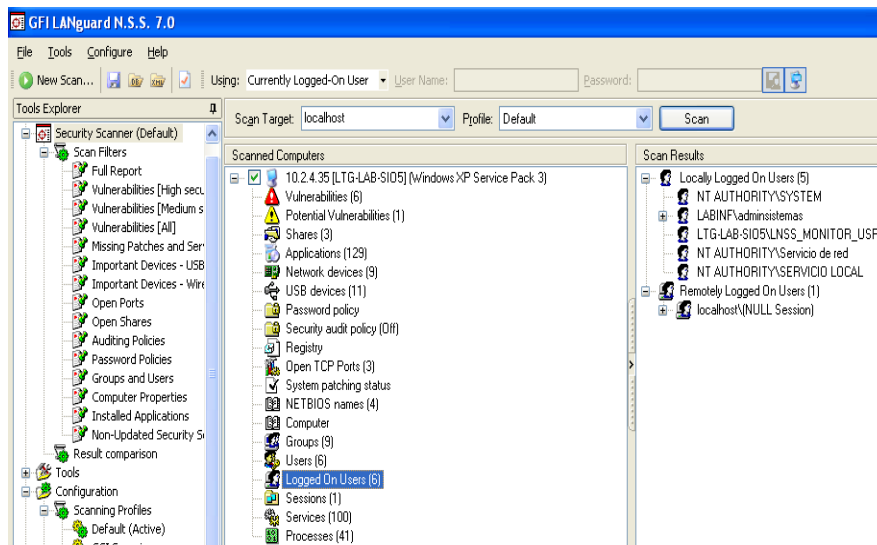 GFI LANguard N.S.S. 7.0
File Tools Configure Help
New Scan... Using: Currently Logged-On User User Name: Password:
Tools Explorer
Scan Target: localhost Profile: Default Scan
Security Scanner (Default)
Scan Filters
Full Report
Vulnerabilities [High secu
Vulnerabilities [Medium s
Vulnerabilities [All]
Missing Patches and Ser
Important Devices - USB
Important Devices - Wire
Open Ports
Open Shares
Auditing Policies
Password Policies
Groups and Users
Computer Properties
Installed Applications
Non-Updated Security S
Result comparison
Tools
Configuration
Scanning Profiles
Default (Active)
Scanned Computers
10.2.4.35 [LTG-LAB-SI05] (Windows XP Service Pack 3)
Vulnerabilities (6)
Potential Vulnerabilities (1)
Shares (3)
Applications (129)
Network devices (9)
USB devices (11)
Password policy
Security audit policy (Off)
Registry
Open TCP Ports (3)
System patching status
NETBIOS names (4)
Computer
Groups (9)
Users (6)
Logged On Users (6)
Sessions (1)
Services (100)
Processes (41)
Scan Results
Locally Logged On Users (5)
NT AUTHORITY\SYSTEM
LABINF\adminsistemas
LTG-LAB-SI05\LNSS_MONITOR_USR
NT AUTHORITY\Servicio de red
NT AUTHORITY\SERVICIO LOCAL
Remotely Logged On Users (1)
localhost\(NULL Session)